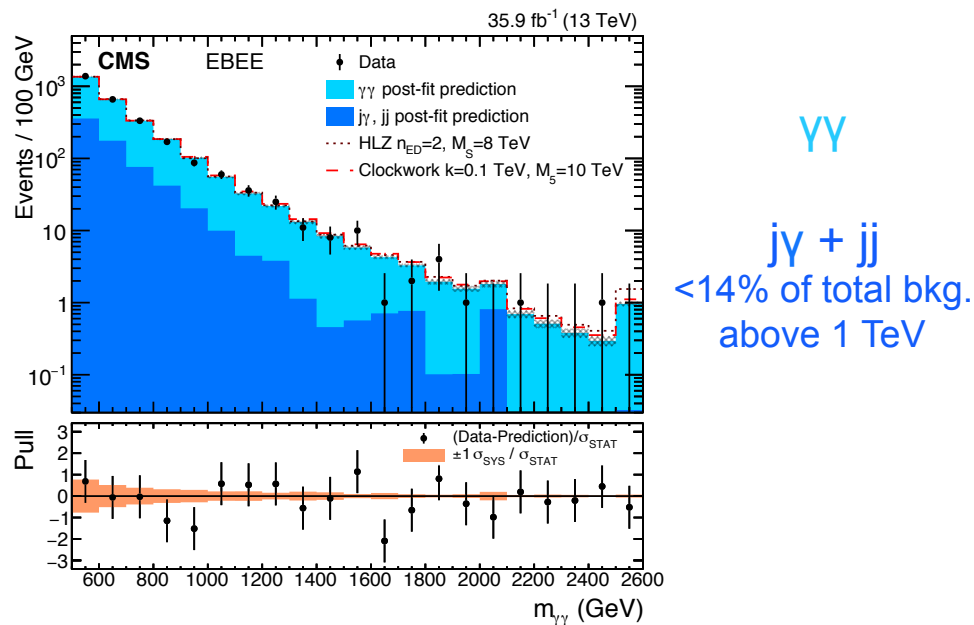 35.9 fb⁻¹ (13 TeV)
CMS EBEE
Data
γγ post-fit prediction
jγ, jj post-fit prediction
HLZ n_ED=2, M_S=8 TeV
Clockwork k=0.1 TeV, M_5=10 TeV
Events / 100 GeV
10³
10²
10
1
10⁻¹
γγ
jγ + jj
<14% of total bkg.
above 1 TeV
(Data-Prediction)/σ_STAT
±1 σ_SYS / σ_STAT
Pull
3
2
1
0
−1
−2
−3
600 800 1000 1200 1400 1600 1800 2000 2200 2400 2600
m_γγ (GeV)